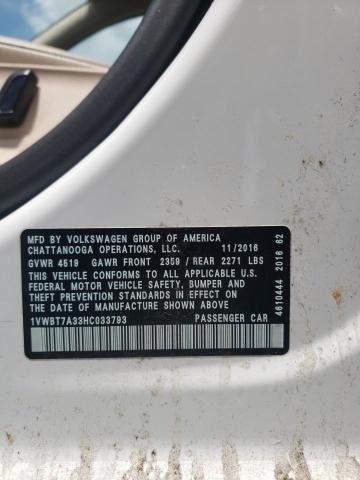 MFD BY VOLKSWAGEN GROUP OF AMERICA
CHATTANOOGA OPERATIONS, LLC. 11/2016
GVWR 4519 GAWR FRONT 2359 / REAR 2271 LBS
THIS VEHICLE CONFORMS TO ALL APPLICABLE U.S.
FEDERAL MOTOR VEHICLE SAFETY, BUMPER AND
THEFT PREVENTION STANDARDS IN EFFECT ON
THE DATE OF MANUFACTURE SHOWN ABOVE
1VWBT7A33HC033793 PASSENGER CAR
4610444 2016 62